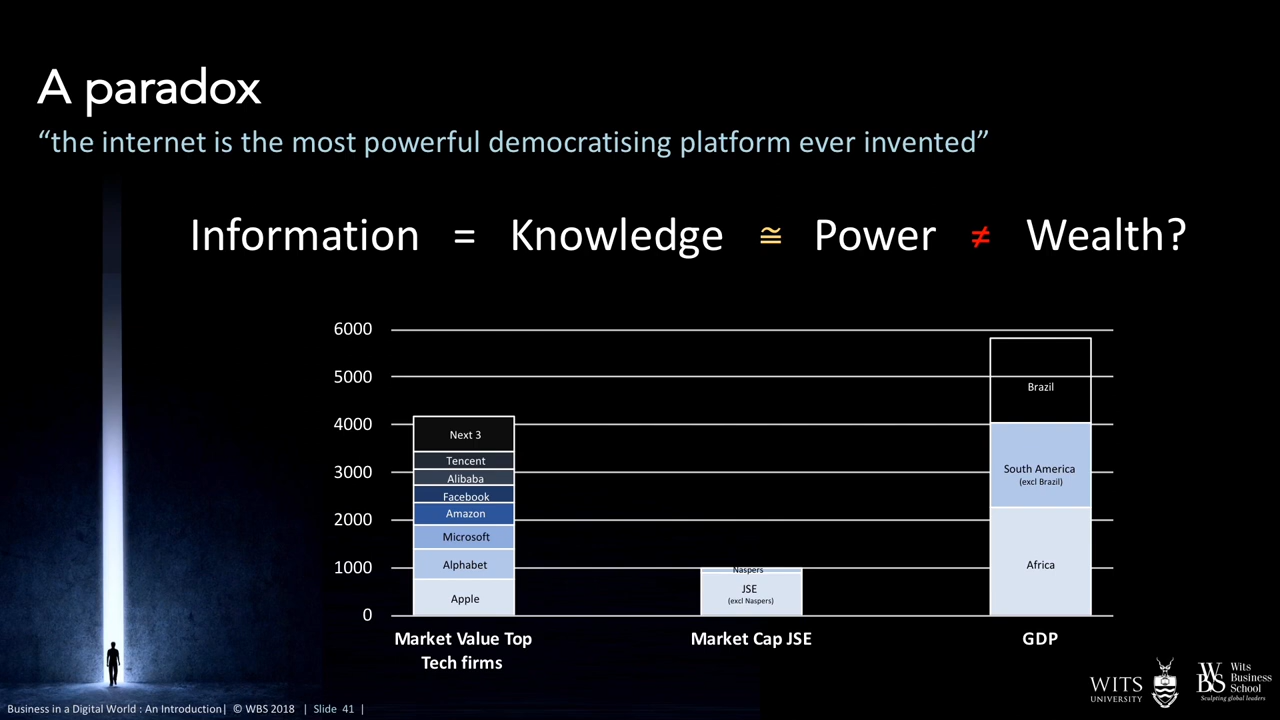 A paradox
“the internet is the most powerful democratising platform ever invented”
Information = Knowledge ≅ Power ≠ Wealth?
6000
5000
4000
3000
2000
1000
0
Next 3
Tencent
Alibaba
Facebook
Amazon
Microsoft
Alphabet
Apple
Naspers
JSE
(excl Naspers)
Brazil
South America
(excl Brazil)
Africa
Market Value Top
Tech firms
Market Cap JSE
GDP
WITS
UNIVERSITY
WBS
Wits
Business
School
Sculpting global leaders
Business in a Digital World : An Introduction| © WBS 2018 | Slide 41 |